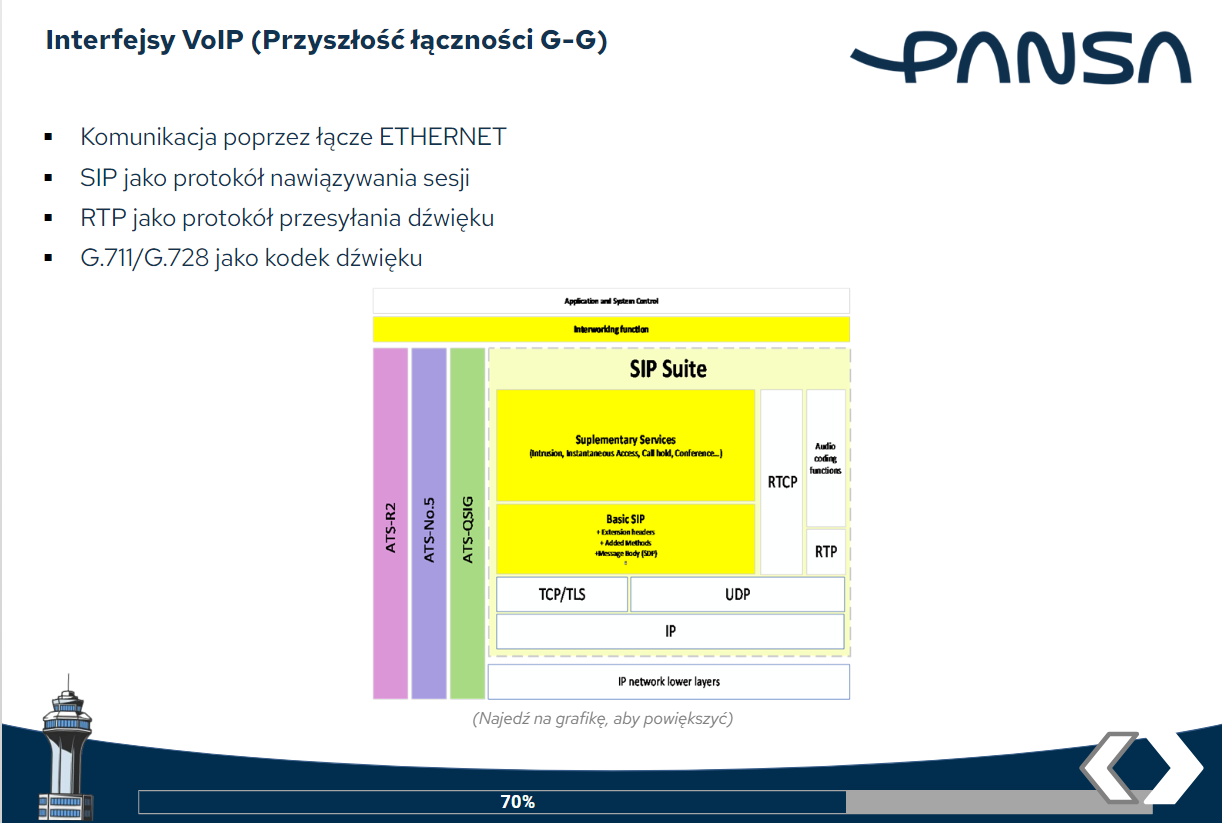 Interfejsy VoIP (Przyszłość łączności G-G)
PANSA
▪ Komunikacja poprzez łącze ETHERNET
▪ SIP jako protokół nawiązywania sesji
▪ RTP jako protokół przesyłania dźwięku
▪ G.711/G.728 jako kodek dźwięku
Application and System Control
Interworking function
ATS-R2
ATS-No.5
ATS-QSIG
SIP Suite
Suplementary Services
(Intrusion, Instantaneous Access, Call hold, Conference...)
Basic SIP
+ Extension headers
+ Added Methods
+Message Body (SDP)
RTCP
Audio
coding
functions
RTP
TCP/TLS
UDP
IP
IP network lower layers
(Najedź na grafikę, aby powiększyć)
70%